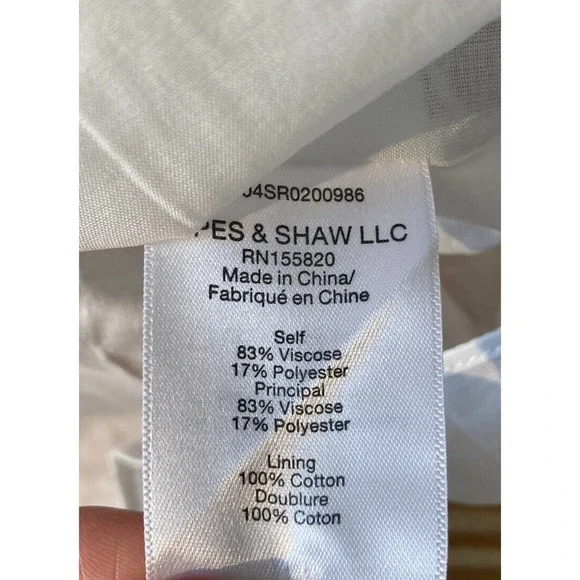 J4SR0200986
PES & SHAW LLC
RN155820
Made in China/
Fabriqué en Chine
Self
83% Viscose
17% Polyester
Principal
83% Viscose
17% Polyester
Lining
100% Cotton
Doublure
100% Coton